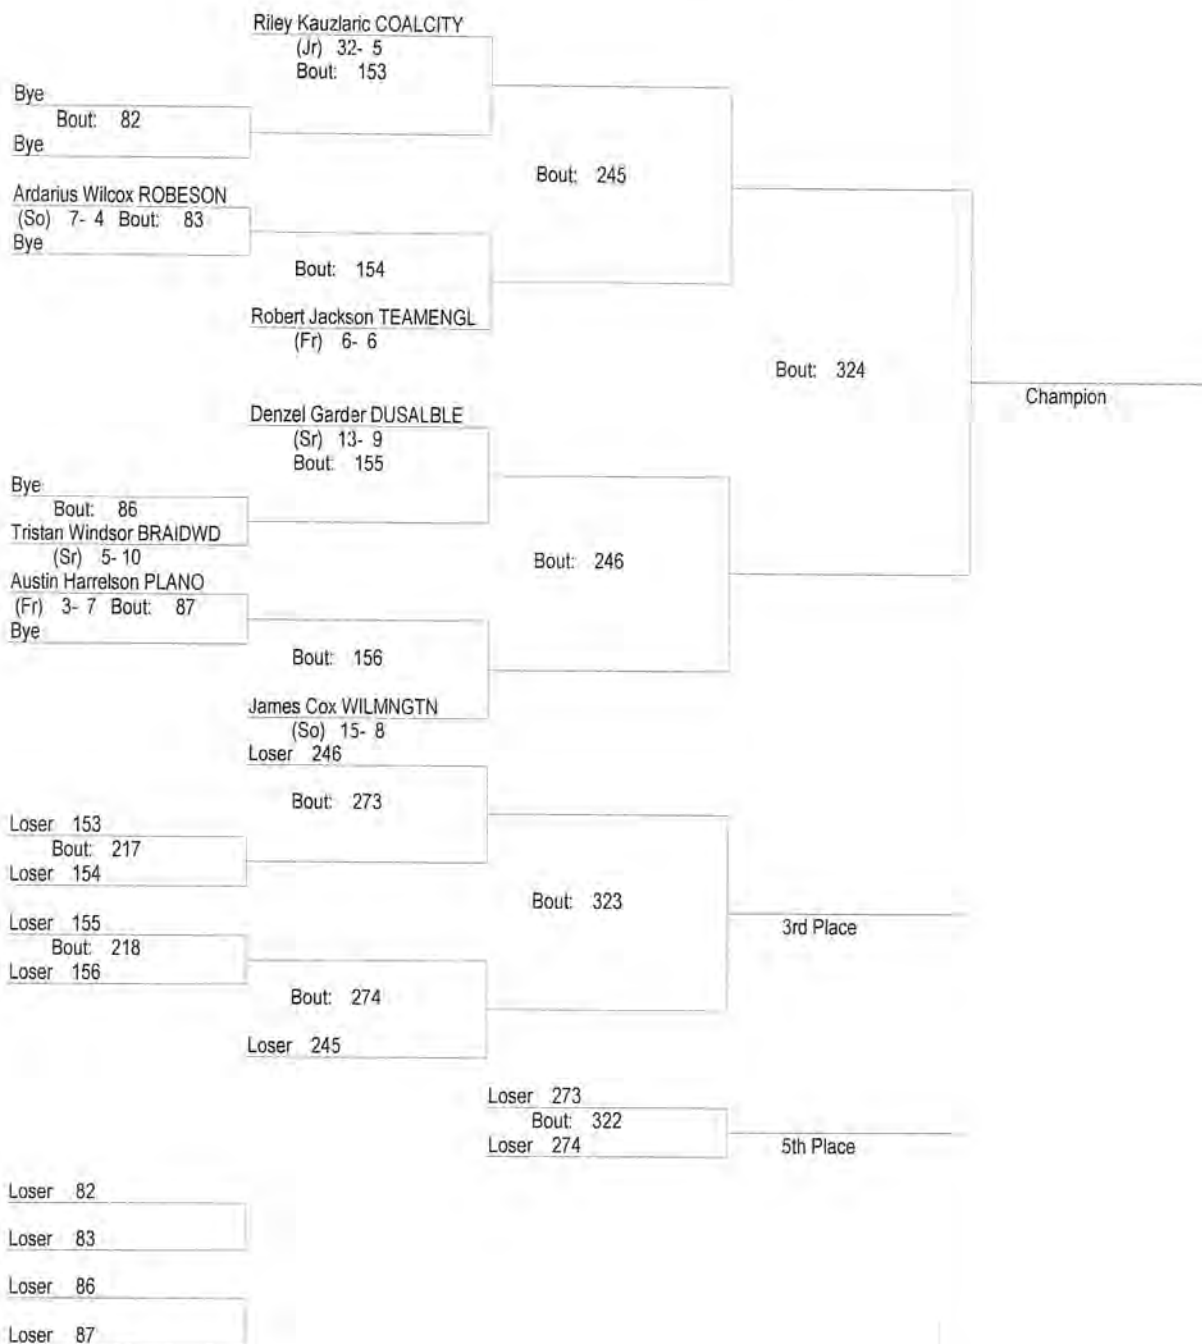 Riley Kauzlaric COALCITY
(Jr) 32- 5
Bout: 153
Bye
Bout: 82
Bye
Bout: 245
Ardarius Wilcox ROBESON
(So) 7- 4 Bout: 83
Bye
Bout: 154
Robert Jackson TEAMENGL
(Fr) 6- 6
Bout: 324
Champion
Denzel Garder DUSALBLE
(Sr) 13- 9
Bout: 155
Bye
Bout: 86
Tristan Windsor BRAIDWD
(Sr) 5- 10
Bout: 246
Austin Harrelson PLANO
(Fr) 3- 7 Bout: 87
Bye
Bout: 156
James Cox WILMNGTN
(So) 15- 8
Loser 246
Bout: 273
Loser 153
Bout: 217
Loser 154
Bout: 323
Loser 155
3rd Place
Bout: 218
Loser 156
Bout: 274
Loser 245
Loser 273
Bout: 322
Loser 274
5th Place
Loser 82
Loser 83
Loser 86
Loser 87